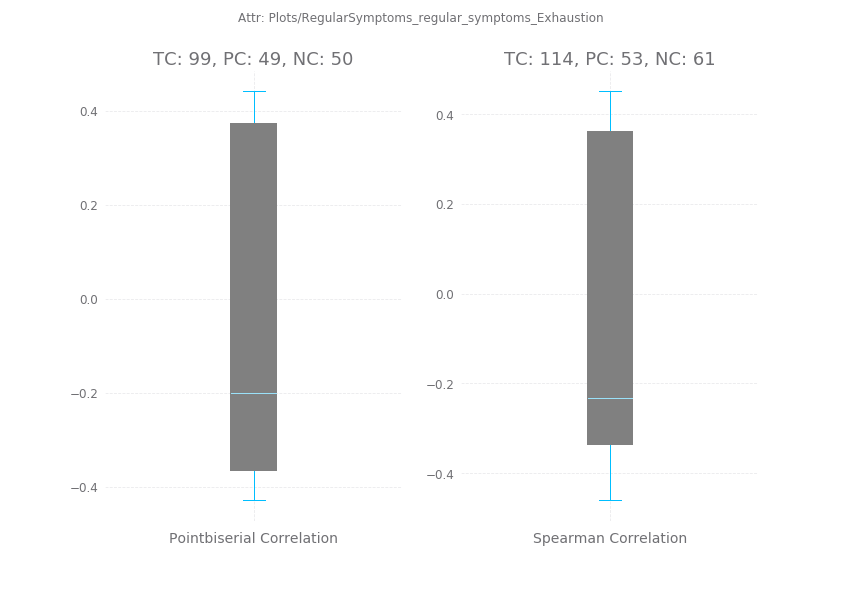 Attr: Plots/RegularSymptoms_regular_symptoms_Exhaustion
TC: 99, PC: 49, NC: 50
0.4
0.2
0.0
−0.2
−0.4
Pointbiserial Correlation
TC: 114, PC: 53, NC: 61
0.4
0.2
0.0
−0.2
−0.4
Spearman Correlation